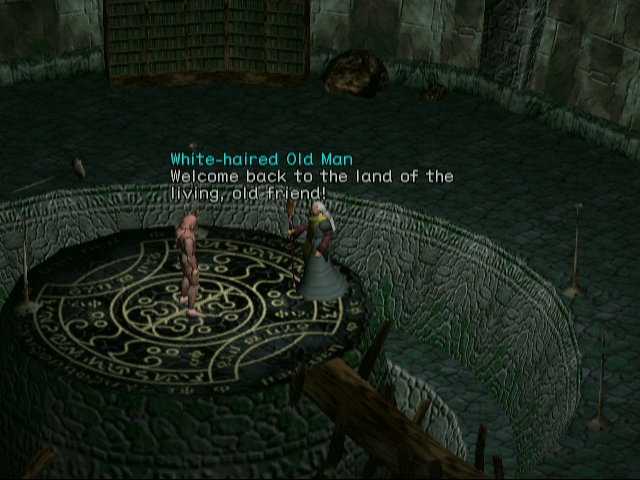 White-haired Old Man
Welcome back to the land of the
living, old friend!